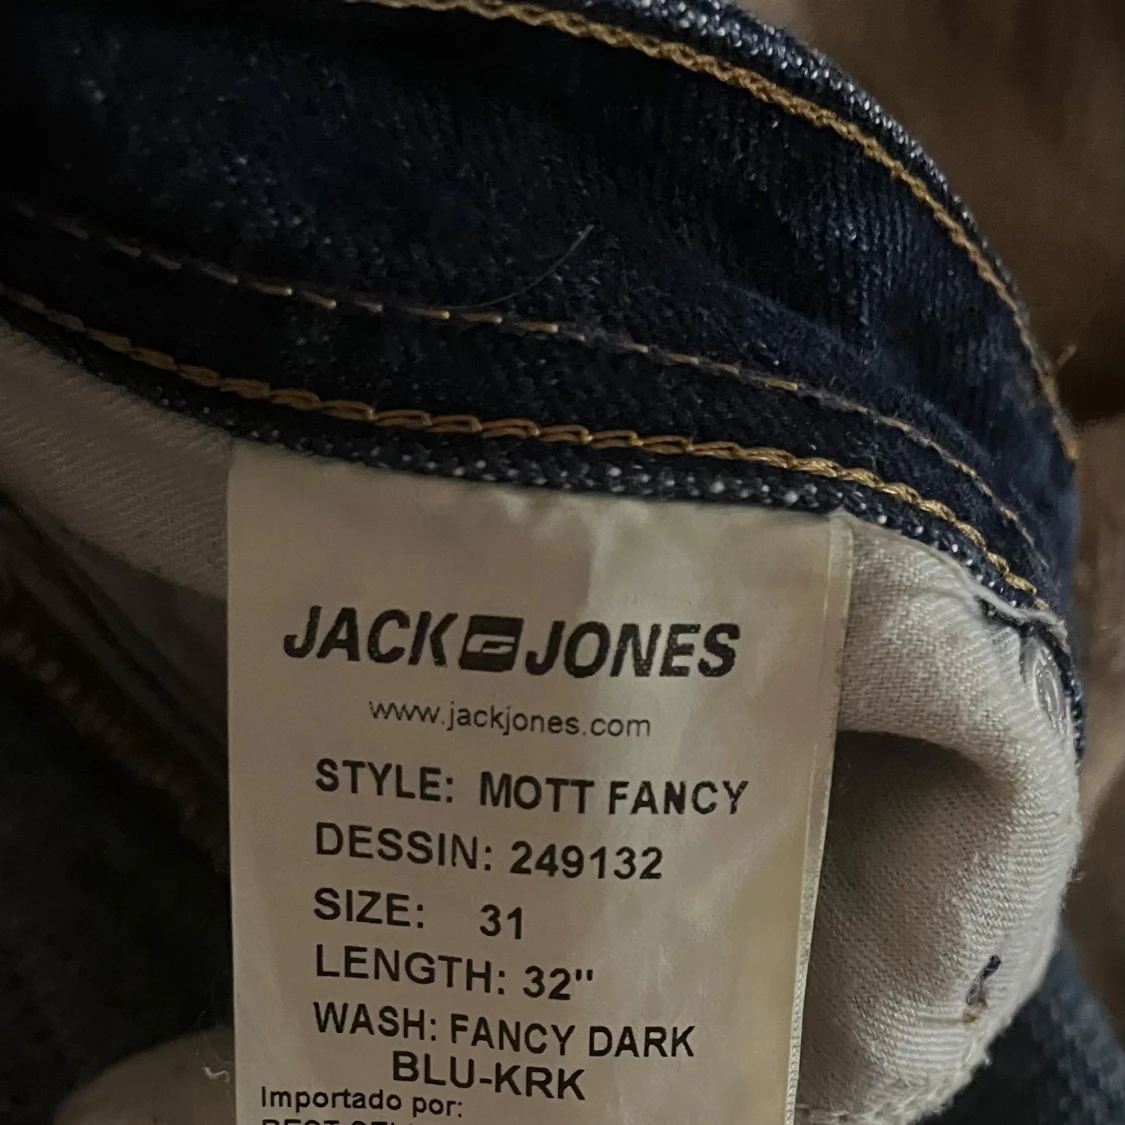 JACK JONES
www.jackjones.com
STYLE: MOTT FANCY
DESSIN: 249132
SIZE: 31
LENGTH: 32"
WASH: FANCY DARK
BLU-KRK
Importado por: